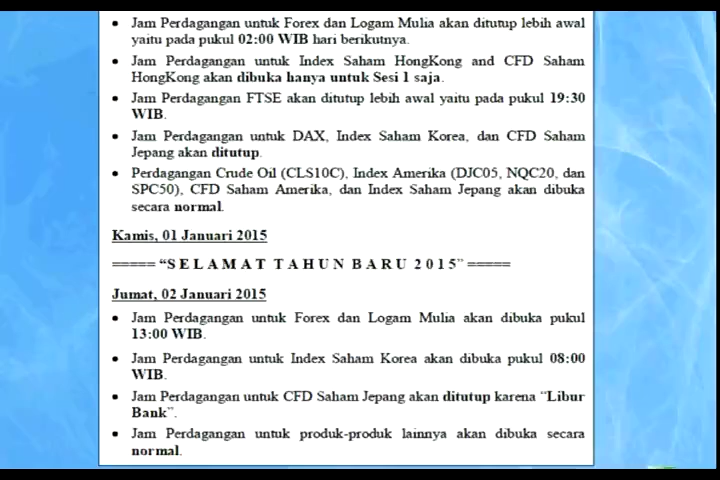 • Jam Perdagangan untuk Forex dan Logam Mulia akan ditutup lebih awal
yaitu pada pukul 02:00 WIB hari berikutnya.
• Jam Perdagangan untuk Index Saham HongKong and CFD Saham
HongKong akan dibuka hanya untuk Sesi 1 saja.
• Jam Perdagangan FTSE akan ditutup lebih awal yaitu pada pukul 19:30
WIB.
• Jam Perdagangan untuk DAX, Index Saham Korea, dan CFD Saham
Jepang akan ditutup.
• Perdagangan Crude Oil (CLS10C), Index Amerika (DJC05, NQC20, dan
SPC50), CFD Saham Amerika, dan Index Saham Jepang akan dibuka
secara normal.
Kamis, 01 Januari 2015
===== “S E L A M A T T A H U N B A R U 2 0 1 5” =====
Jumat, 02 Januari 2015
• Jam Perdagangan untuk Forex dan Logam Mulia akan dibuka pukul
13:00 WIB.
• Jam Perdagangan untuk Index Saham Korea akan dibuka pukul 08:00
WIB.
• Jam Perdagangan untuk CFD Saham Jepang akan ditutup karena “Libur
Bank”.
• Jam Perdagangan untuk produk-produk lainnya akan dibuka secara
normal.